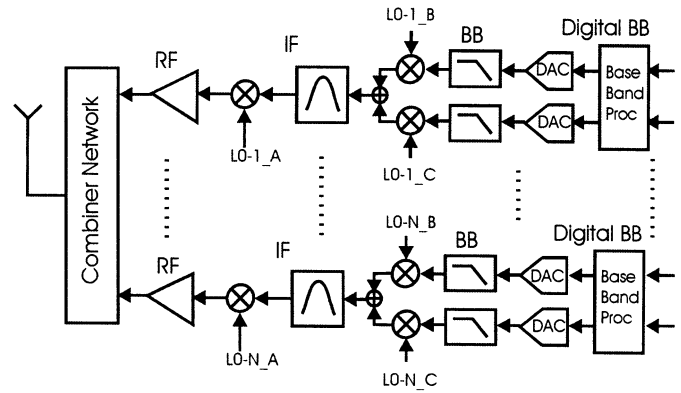 LO-1_B
Digital BB
BB
RF
IF
DAC
Base
Band
Proc
DAC
LO-1_A
LO-1_C
Combiner Network
LO-N_B
Digital BB
BB
RF
IF
DAC
Base
Band
Proc
DAC
LO-N_A
LO-N_C